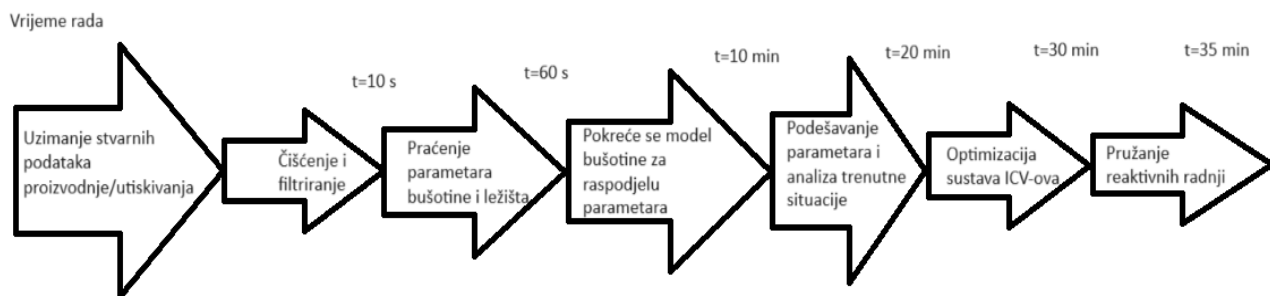 Vrijeme rada
t=10 s
t=60 s
t=10 min
t=20 min
t=30 min
t=35 min
Uzimanje stvarnih
podataka
proizvodnje/utiskivanja
Čišćenje i
filtriranje
Praćenje
parametara
bušotine i ležišta
Pokreće se model
bušotine za
raspodjelu
parametara
Podešavanje
parametara i
analiza trenutne
situacije
Optimizacija
sustava ICV-ova
Pružanje
reaktivnih radnji